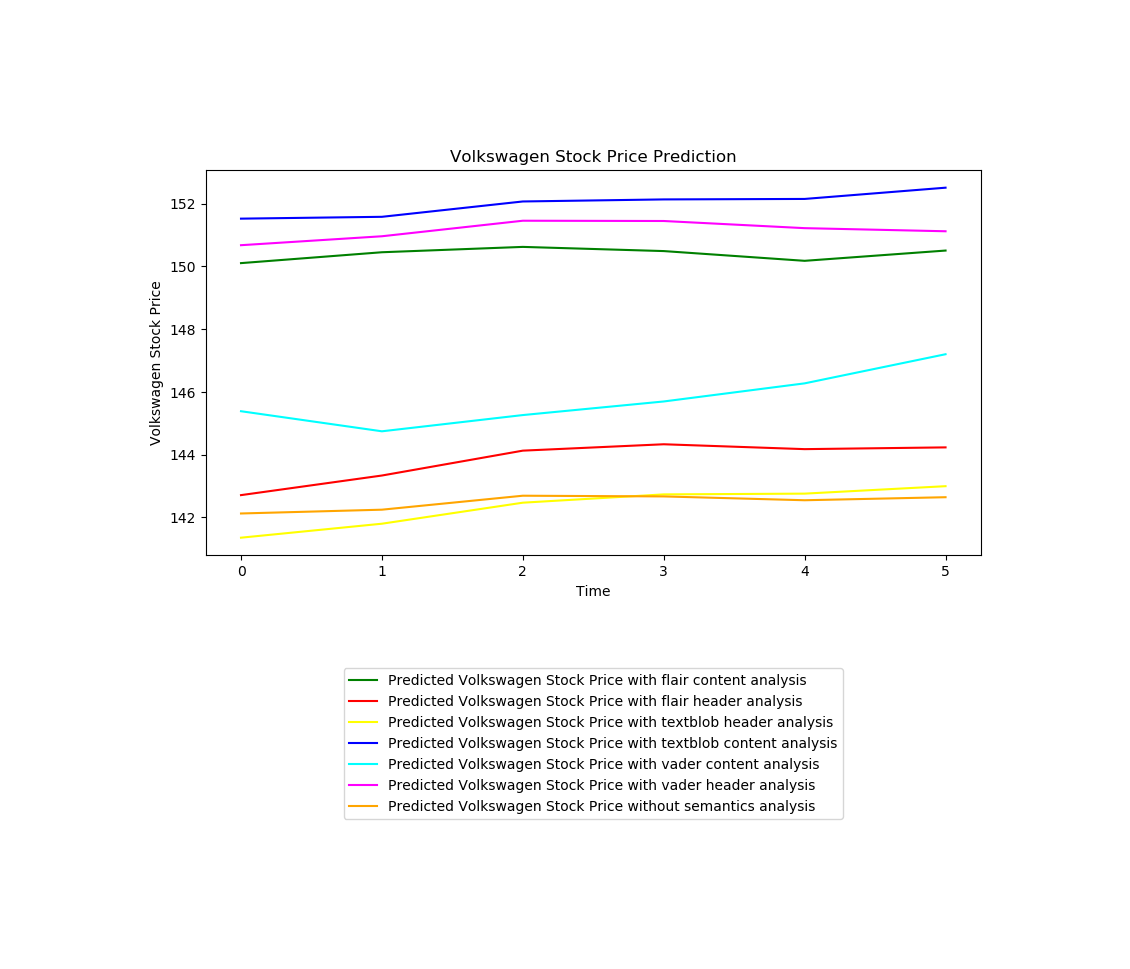 Volkswagen Stock Price Prediction
Volkswagen Stock Price
152
150
148
146
144
142
0 1 2 3 4 5
Time
Predicted Volkswagen Stock Price with flair content analysis
Predicted Volkswagen Stock Price with flair header analysis
Predicted Volkswagen Stock Price with textblob header analysis
Predicted Volkswagen Stock Price with textblob content analysis
Predicted Volkswagen Stock Price with vader content analysis
Predicted Volkswagen Stock Price with vader header analysis
Predicted Volkswagen Stock Price without semantics analysis